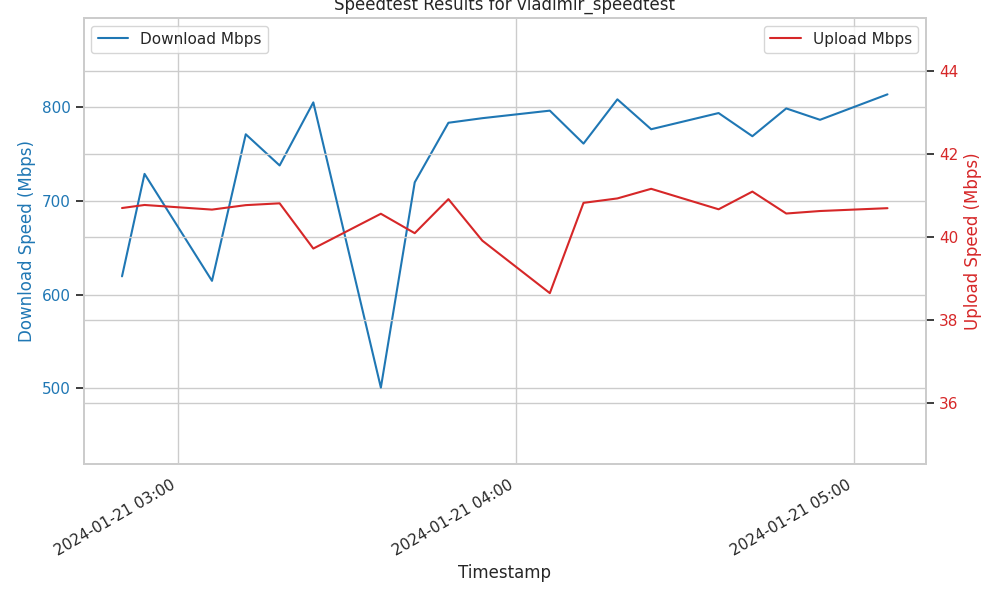 Speedtest Results for vladimir_speedtest
Download Mbps
Upload Mbps
800
700
600
500
Download Speed (Mbps)
44
42
40
38
36
Upload Speed (Mbps)
2024-01-21 03:00
2024-01-21 04:00
2024-01-21 05:00
Timestamp